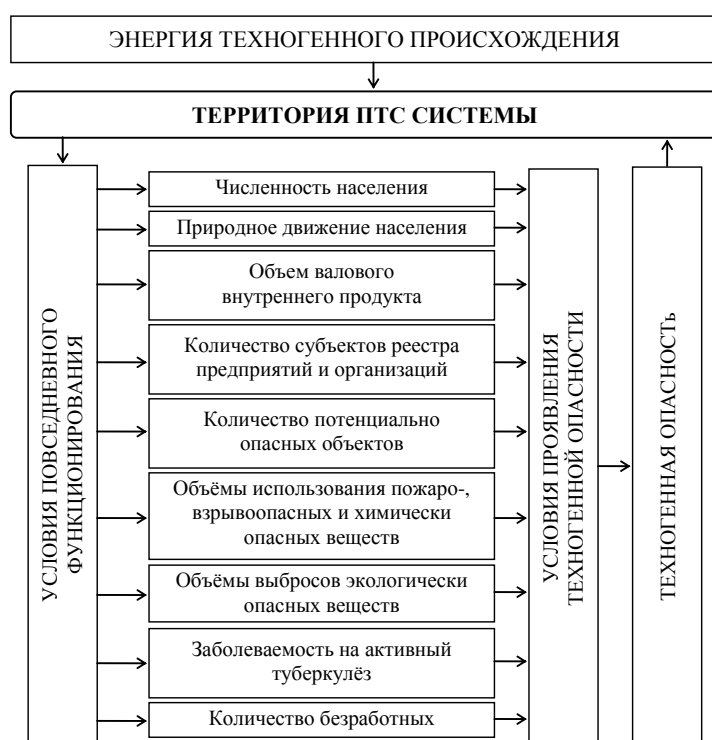 ЭНЕРГИЯ ТЕХНОГЕННОГО ПРОИСХОЖДЕНИЯ
ТЕРРИТОРИЯ ПТС СИСТЕМЫ
УСЛОВИЯ ПОВСЕДНЕВНОГО
ФУНКЦИОНИРОВАНИЯ
Численность населения
Природное движение населения
Объем валового
внутреннего продукта
Количество субъектов реестра
предприятий и организаций
Количество потенциально
опасных объектов
Объёмы использования пожаро-,
взрывоопасных и химически
опасных веществ
Объёмы выбросов экологически
опасных веществ
Заболеваемость на активный
туберкулёз
Количество безработных
УСЛОВИЯ ПРОЯВЛЕНИЯ
ТЕХНОГЕННОЙ ОПАСНОСТИ
ТЕХНОГЕННАЯ ОПАСНОСТЬ